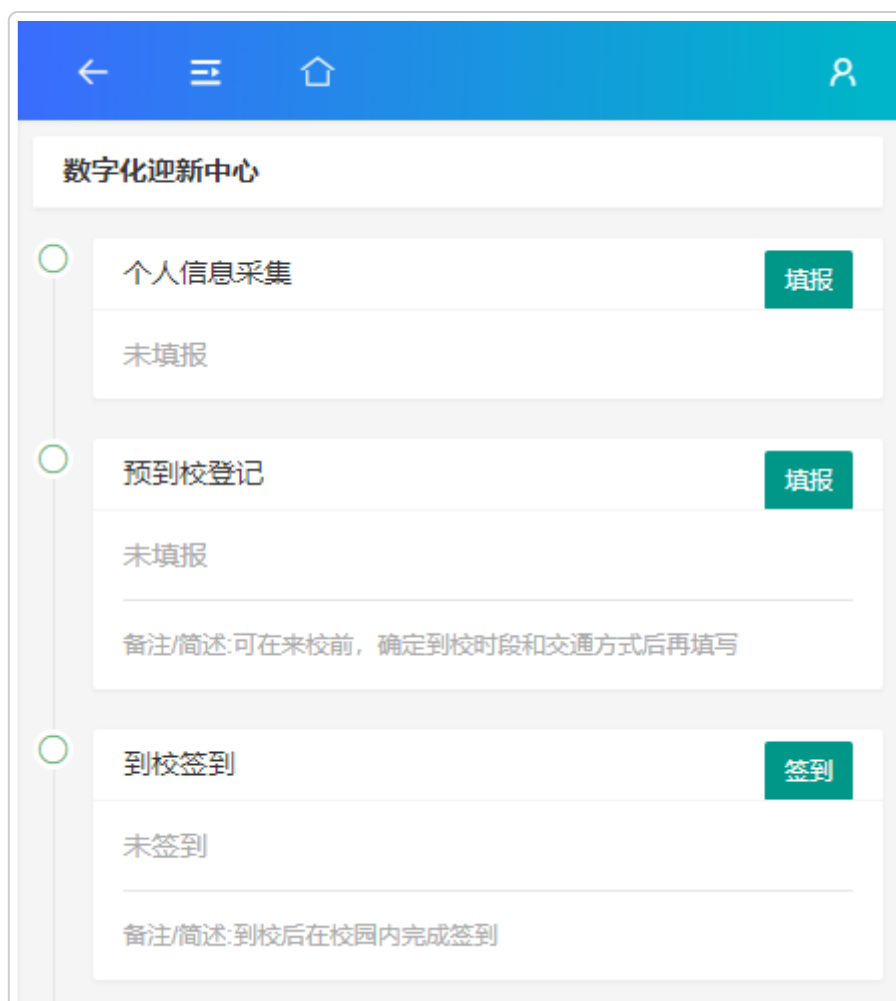 数字化迎新中心
个人信息采集
填报
未填报
预到校登记
填报
未填报
备注/简述:可在来校前，确定到校时段和交通方式后再填写
到校签到
签到
未签到
备注/简述:到校后在校园内完成签到